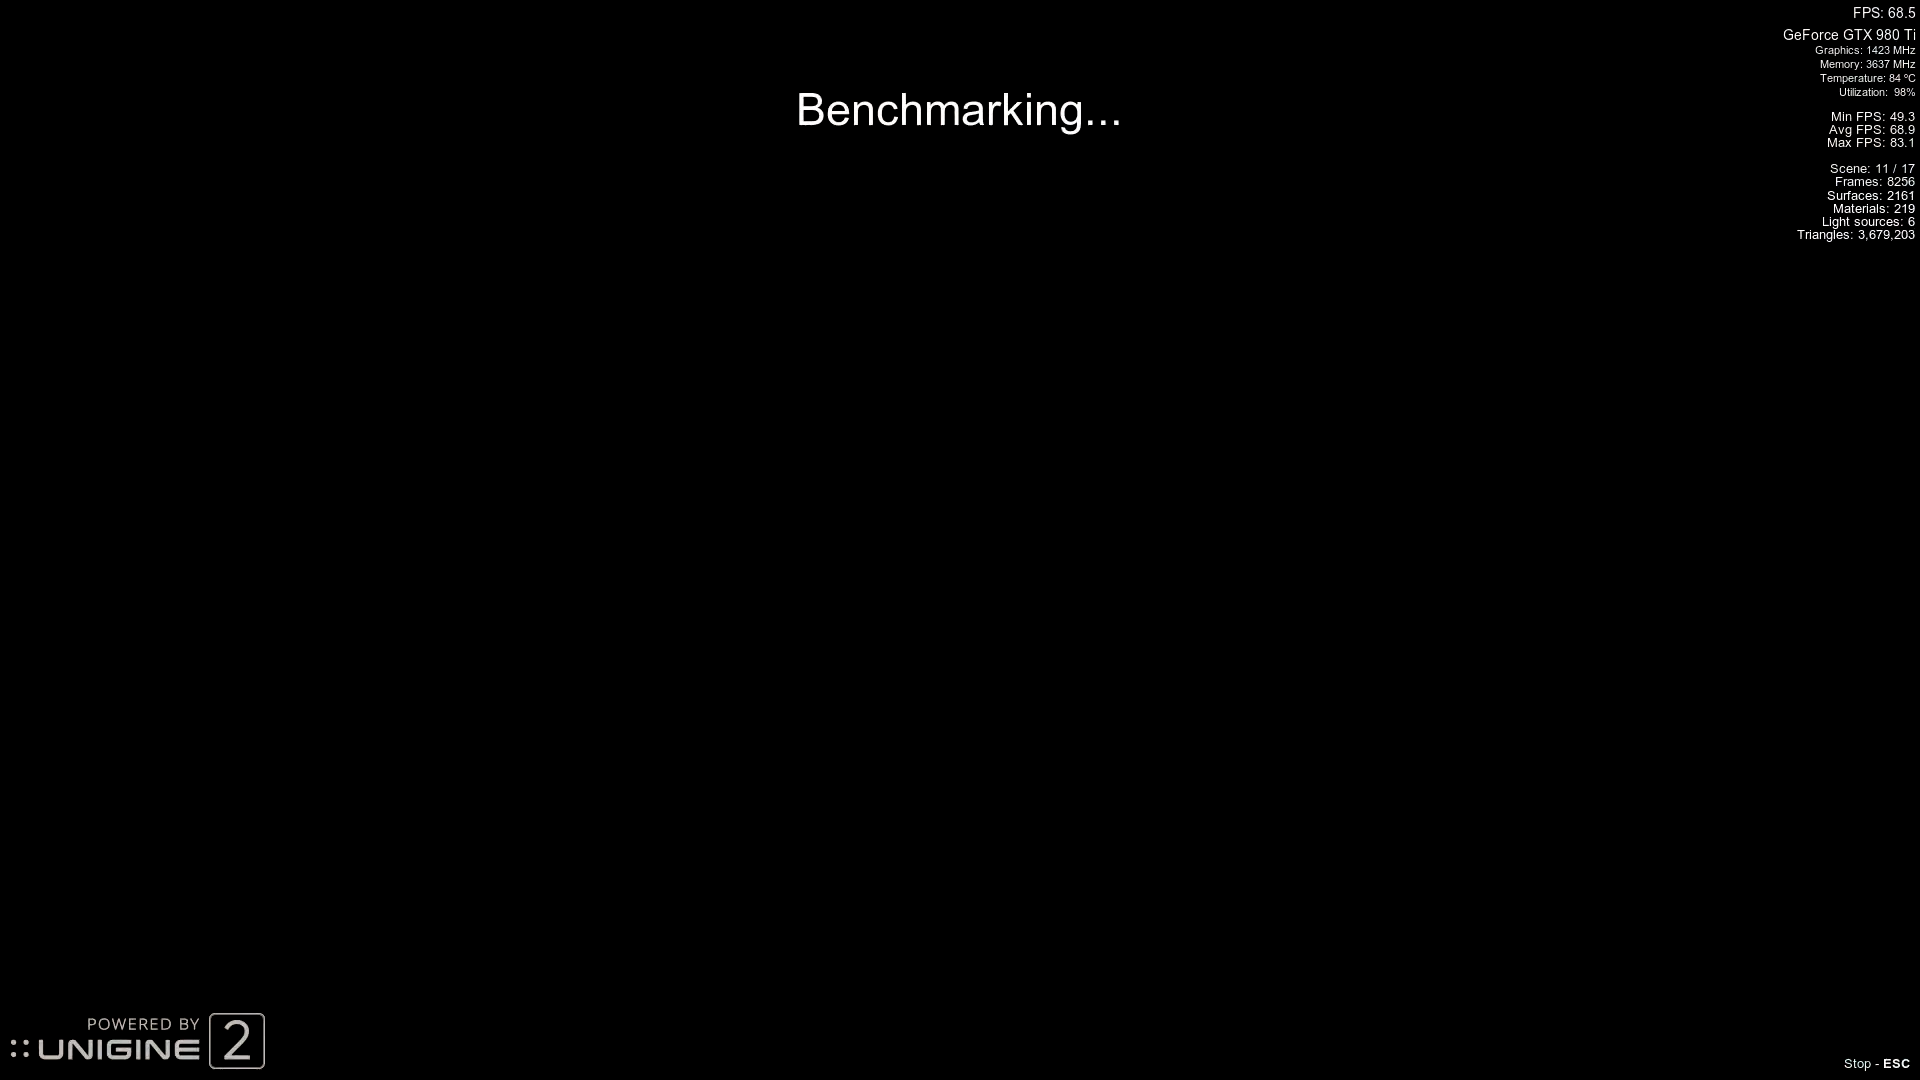 FPS: 68.5
GeForce GTX 980 Ti
Graphics: 1423 MHz
Memory: 3637 MHz
Temperature: 84 °C
Utilization: 98%
Benchmarking...
Min FPS: 49.3
Avg FPS: 68.9
Max FPS: 83.1
Scene: 11 / 17
Frames: 8256
Surfaces: 2161
Materials: 219
Light sources: 6
Triangles: 3,679,203
POWERED BY
UNIGINE 2
Stop - ESC